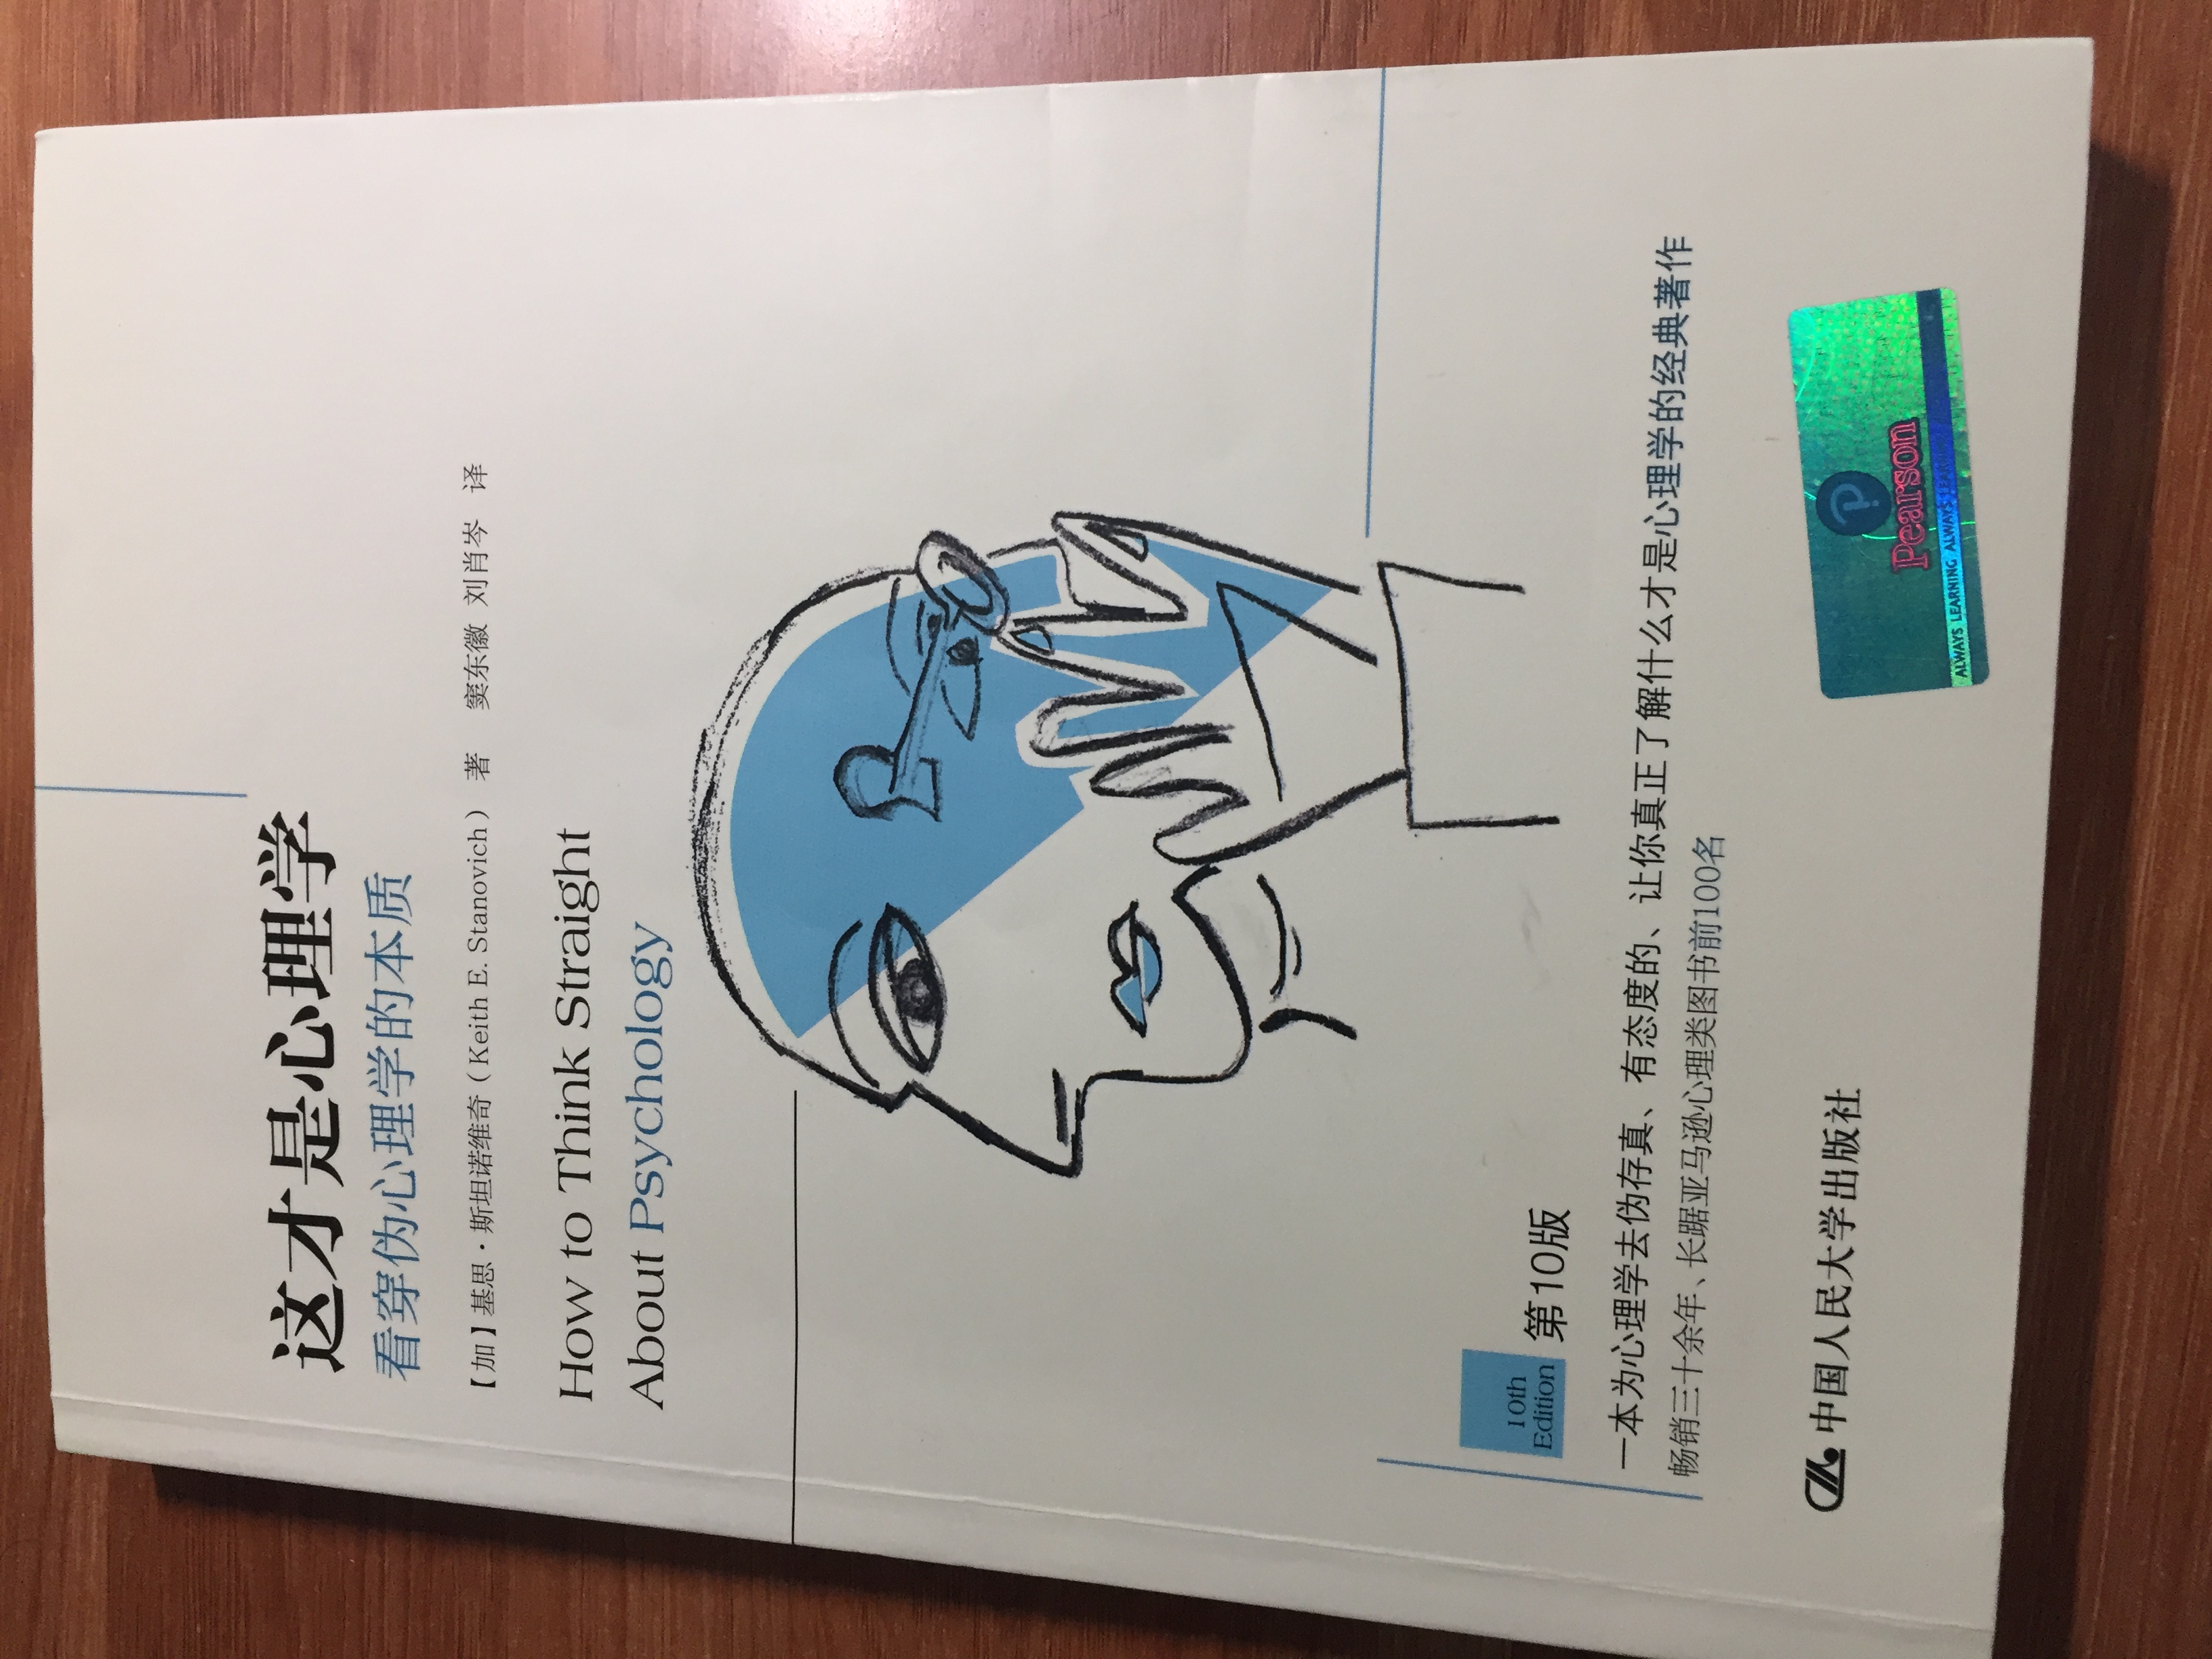 这才是心理学
看穿伪心理学的本质
【加】基思·斯坦诺维奇（Keith E. Stanovich） 著 窦东徽 刘肖岑 译
How to Think Straight
About Psychology
10th
Edition
第10版
一本为心理学去伪存真、有态度的、让你真正了解什么才是心理学的经典著作
畅销三十余年、长踞亚马逊心理类图书前100名
中国人民大学出版社
Pearson
ALWAYS LEARNING ALWAYS LEARNING